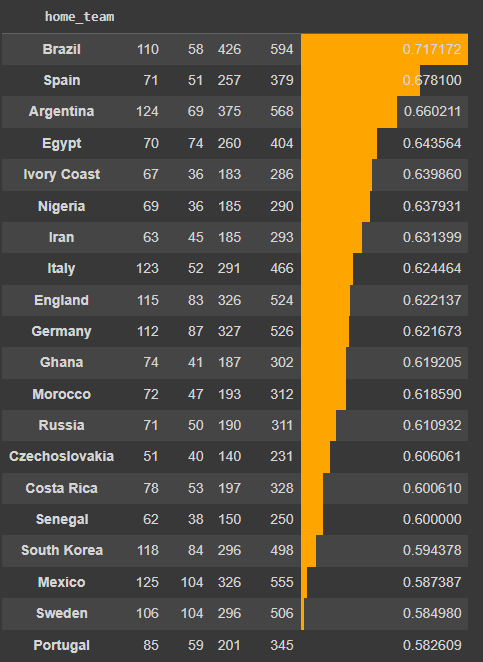 home_team
Brazil 110 58 426 594 0.717172
Spain 71 51 257 379 0.678100
Argentina 124 69 375 568 0.660211
Egypt 70 74 260 404 0.643564
Ivory Coast 67 36 183 286 0.639860
Nigeria 69 36 185 290 0.637931
Iran 63 45 185 293 0.631399
Italy 123 52 291 466 0.624464
England 115 83 326 524 0.622137
Germany 112 87 327 526 0.621673
Ghana 74 41 187 302 0.619205
Morocco 72 47 193 312 0.618590
Russia 71 50 190 311 0.610932
Czechoslovakia 51 40 140 231 0.606061
Costa Rica 78 53 197 328 0.600610
Senegal 62 38 150 250 0.600000
South Korea 118 84 296 498 0.594378
Mexico 125 104 326 555 0.587387
Sweden 106 104 296 506 0.584980
Portugal 85 59 201 345 0.582609